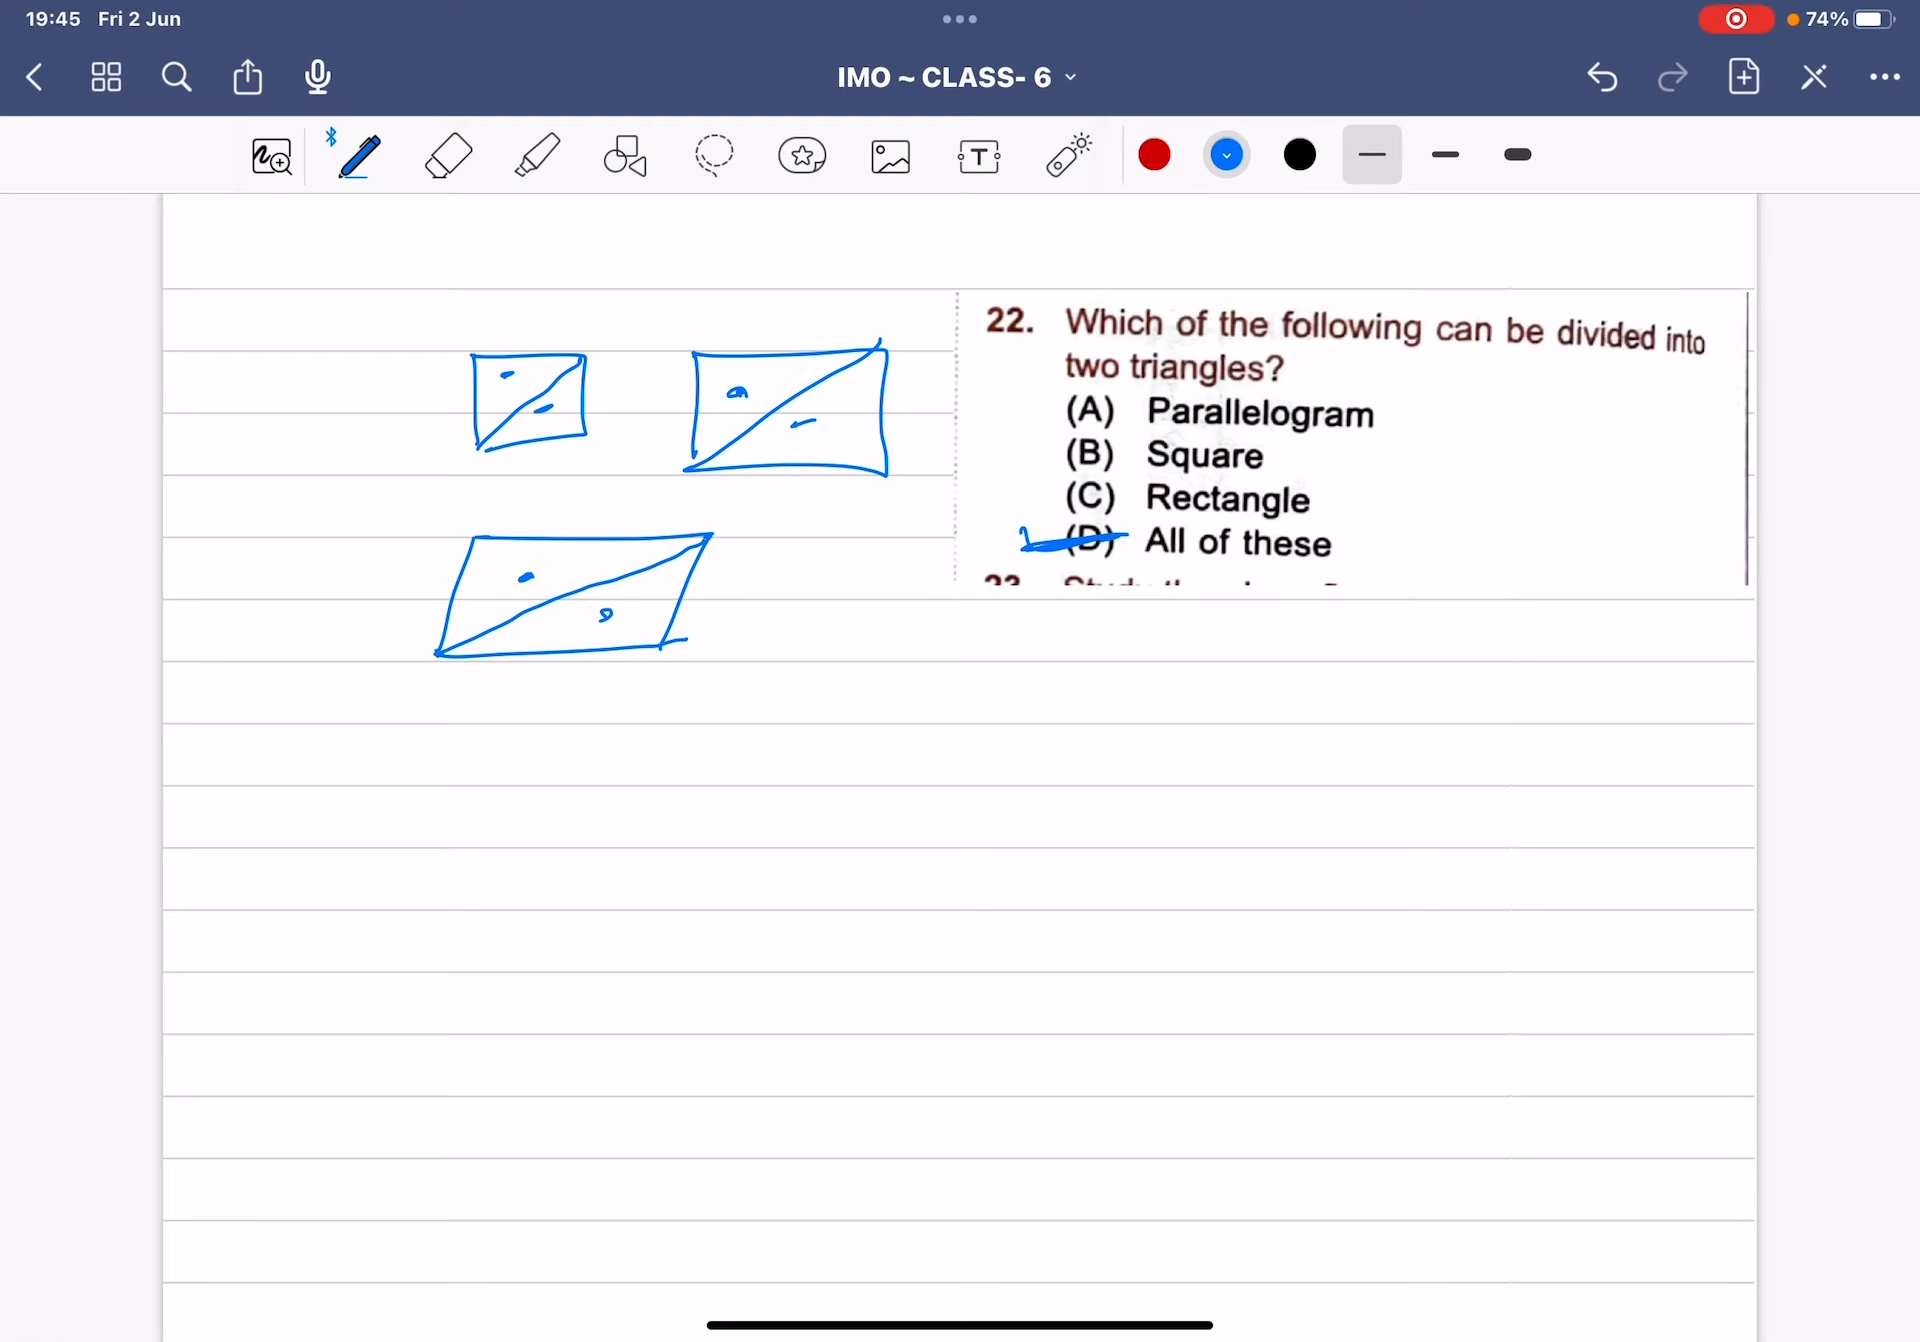 19:45 Fri 2 Jun
74%
IMO ~ CLASS- 6
22. Which of the following can be divided into
two triangles?
(A) Parallelogram
(B) Square
(C) Rectangle
(D) All of these